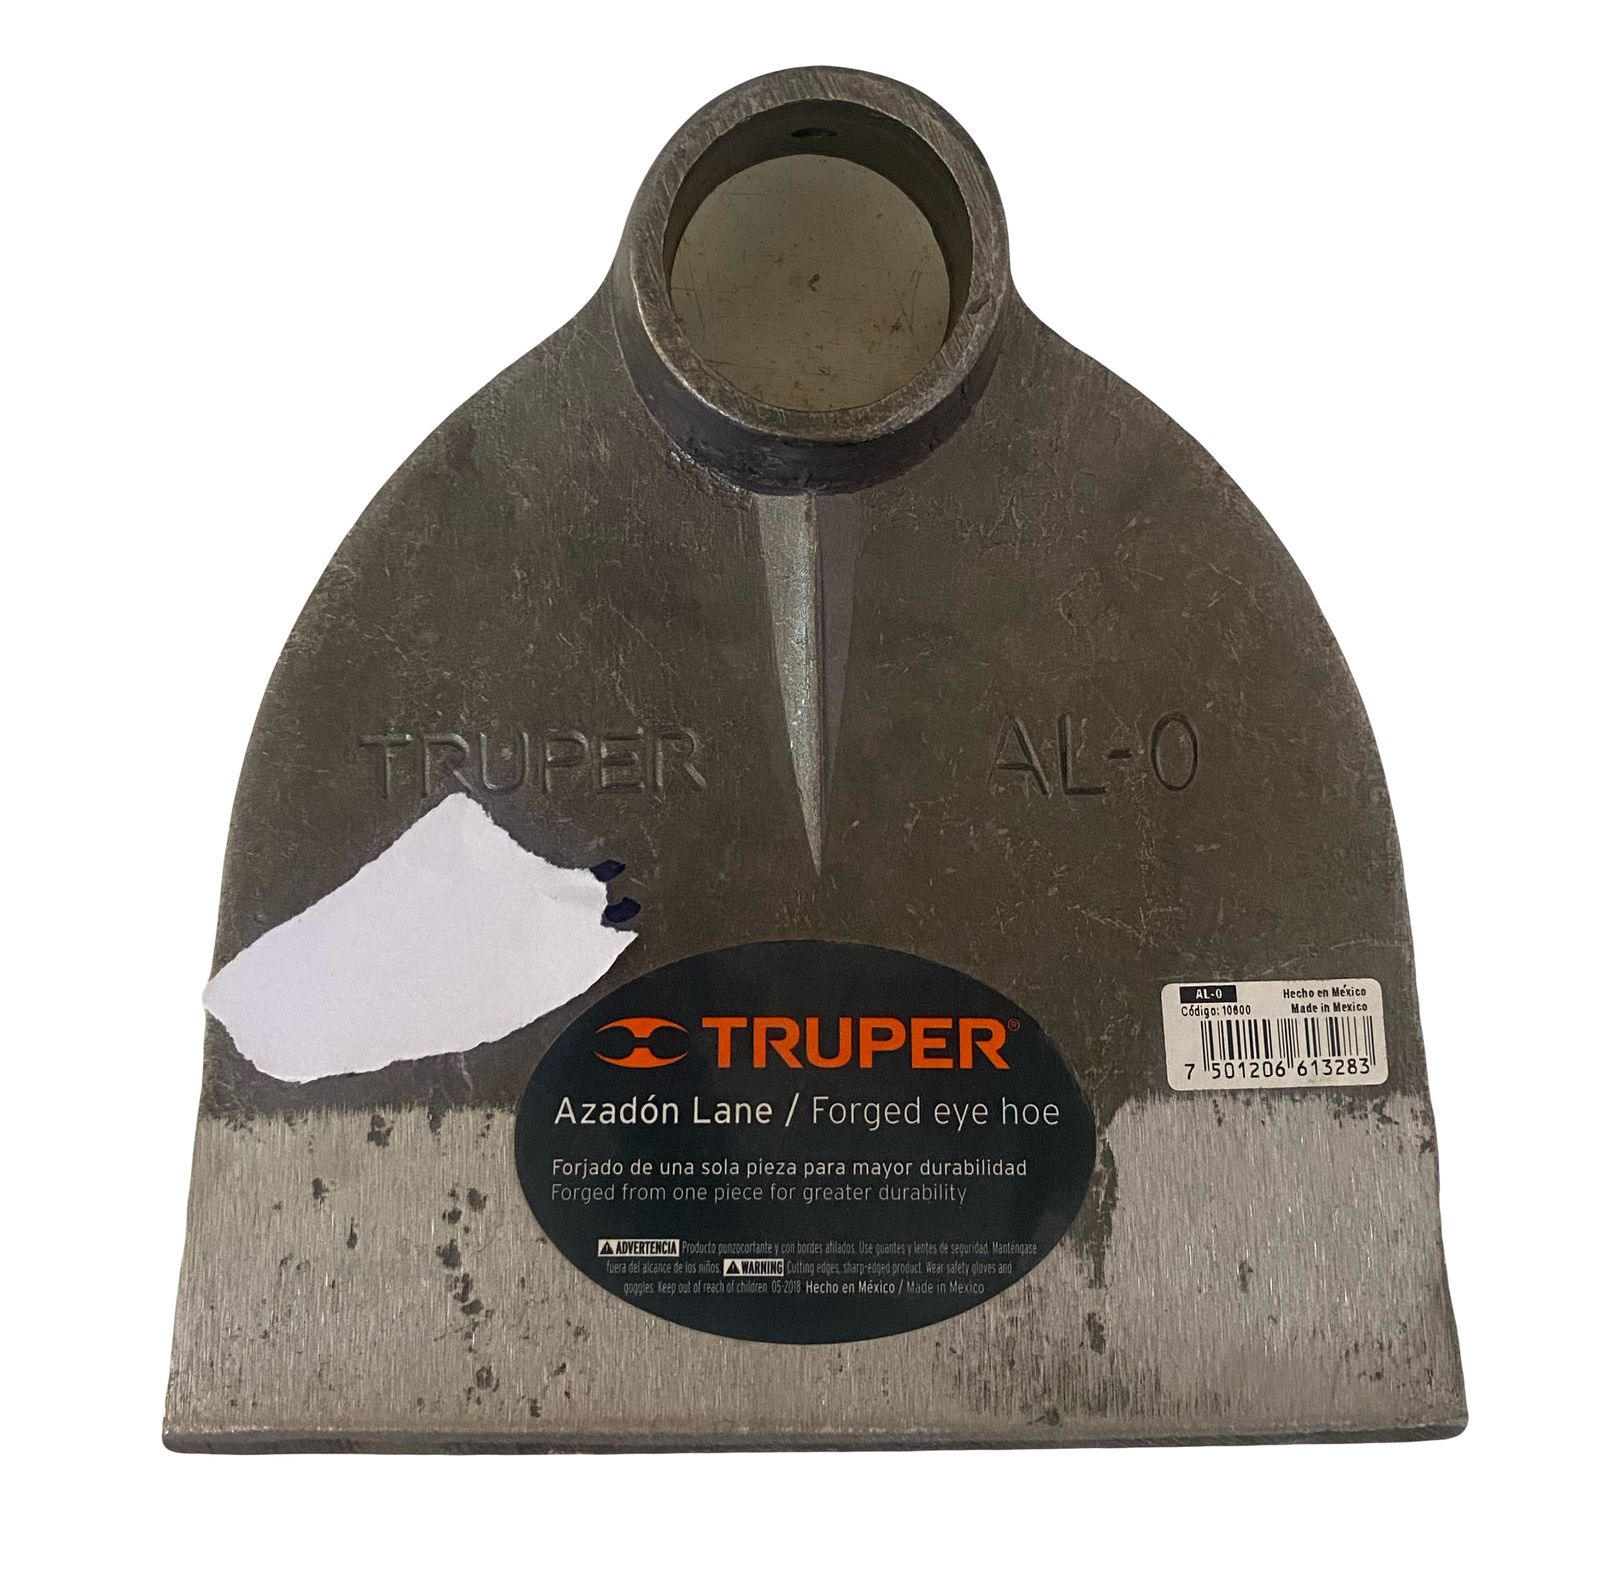 TRUPER
AL-0
TRUPER®
Azadón Lane / Forged eye hoe
Forjado de una sola pieza para mayor durabilidad
Forged from one piece for greater durability
ADVERTENCIA Producto punzocortante y con bordes afilados. Use guantes y lentes de seguridad. Manténgase
fuera del alcance de los niños. WARNING Cutting edges, sharp-edged product. Wear safety gloves and
goggles. Keep out of reach of children. 05-2018 Hecho en México / Made in Mexico
AL-0
Hecho en México
Código: 10600
Made in Mexico
7 501206 613283